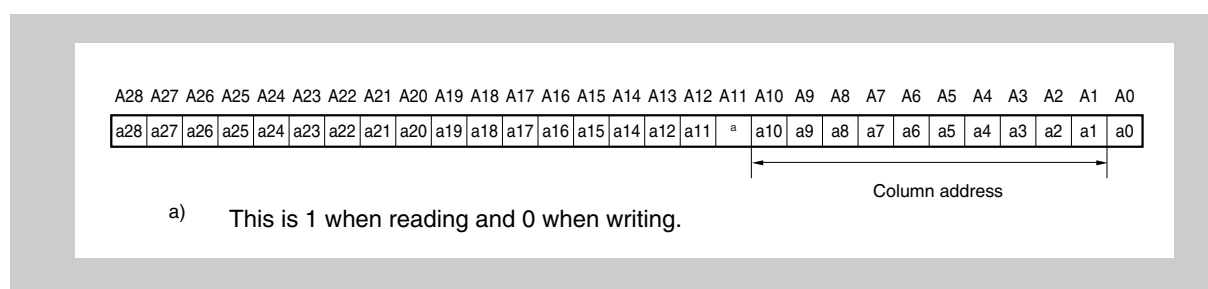 A28 A27 A26 A25 A24 A23 A22 A21 A20 A19 A18 A17 A16 A15 A14 A13 A12 A11 A10 A9 A8 A7 A6 A5 A4 A3 A2 A1 A0
a28 a27 a26 a25 a24 a23 a22 a21 a20 a19 a18 a17 a16 a15 a14 a12 a11 a a10 a9 a8 a7 a6 a5 a4 a3 a2 a1 a0
Column address
a) This is 1 when reading and 0 when writing.